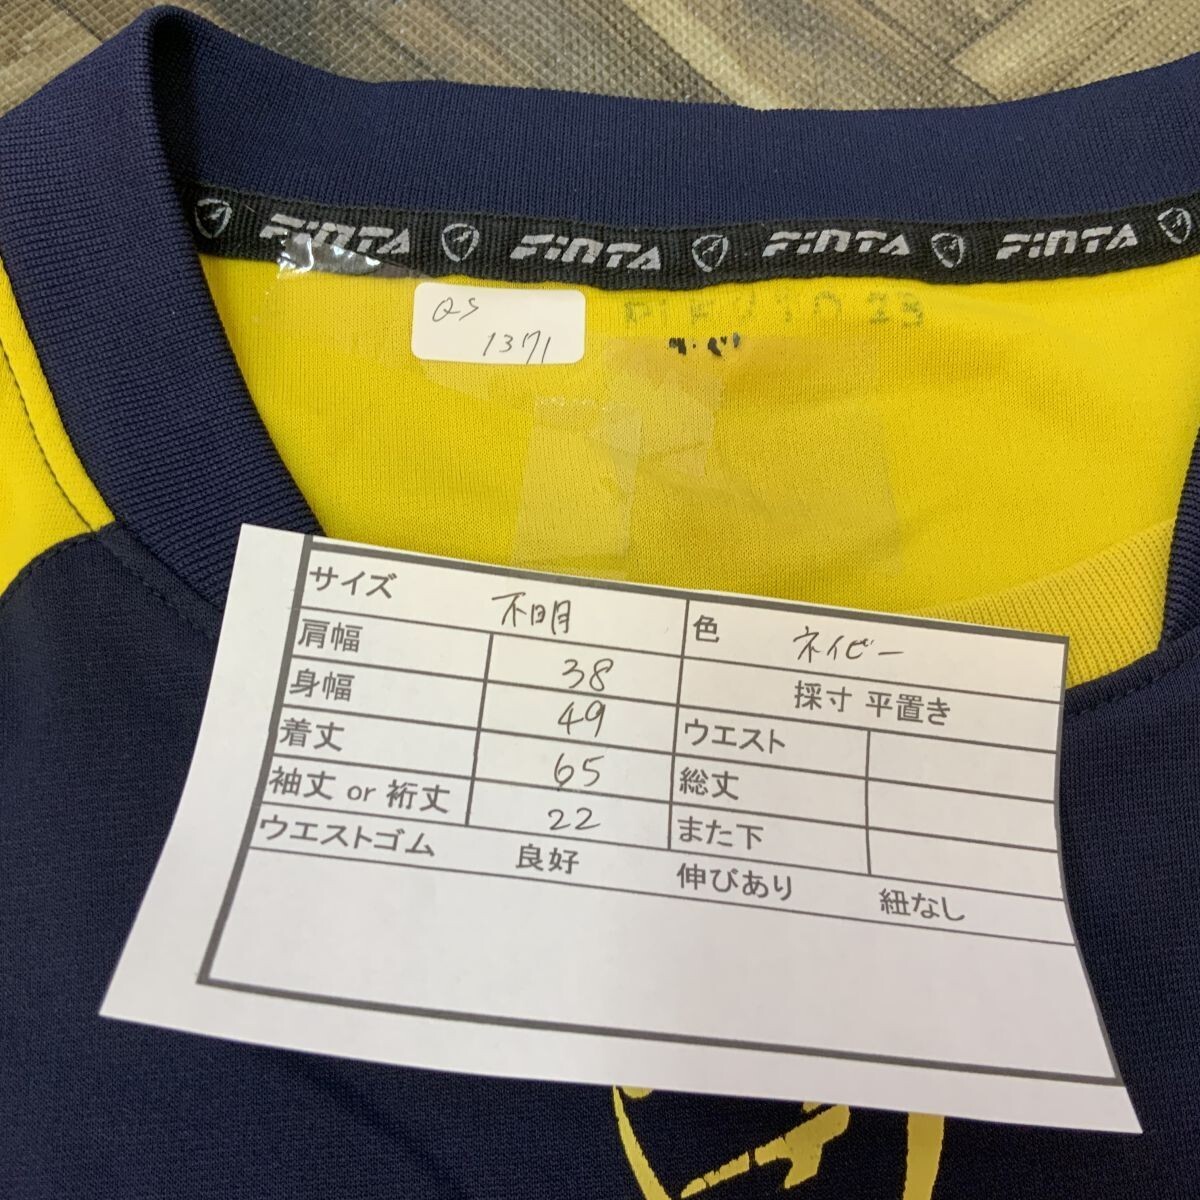 FiNTA FiNTA FiNTA FiNTA
QS
1371
サイズ 不明 色 ネイビー
肩幅 38 採寸 平置き
身幅 49 ウエスト
着丈 65 総丈
袖丈 or 裄丈 22 また下
ウエストゴム 良好 伸びあり 紐なし